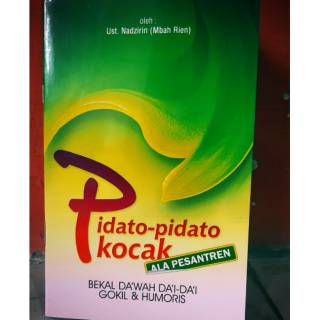 oleh :
Ust. Nadzirin (Mbah Rien)
Pidato-pidato
kocak
ALA PESANTREN
BEKAL DA'WAH DA'I-DA'I
GOKIL & HUMORIS